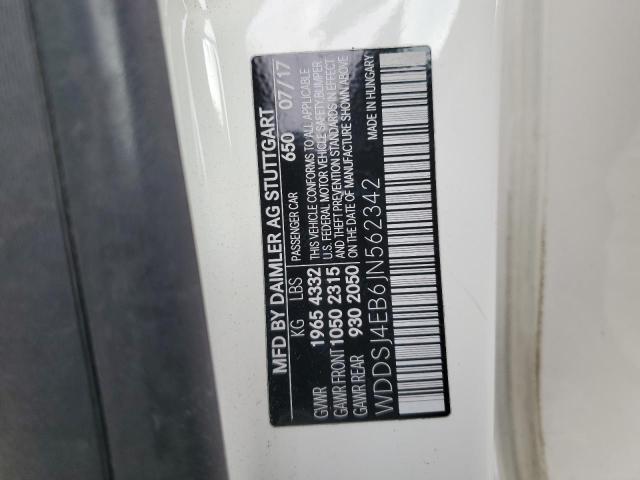 MFD BY DAIMLER AG STUTTGART
650 07/17
KG LBS PASSENGER CAR
GVWR 1965 4332 THIS VEHICLE CONFORMS TO ALL APPLICABLE
U.S. FEDERAL MOTOR VEHICLE SAFETY, BUMPER,
GAWR FRONT 1050 2315 AND THEFT PREVENTION STANDARDS IN EFFECT
GAWR REAR 930 2050 ON THE DATE OF MANUFACTURE SHOWN ABOVE
MADE IN HUNGARY
WDDSJ4EB6JN562342